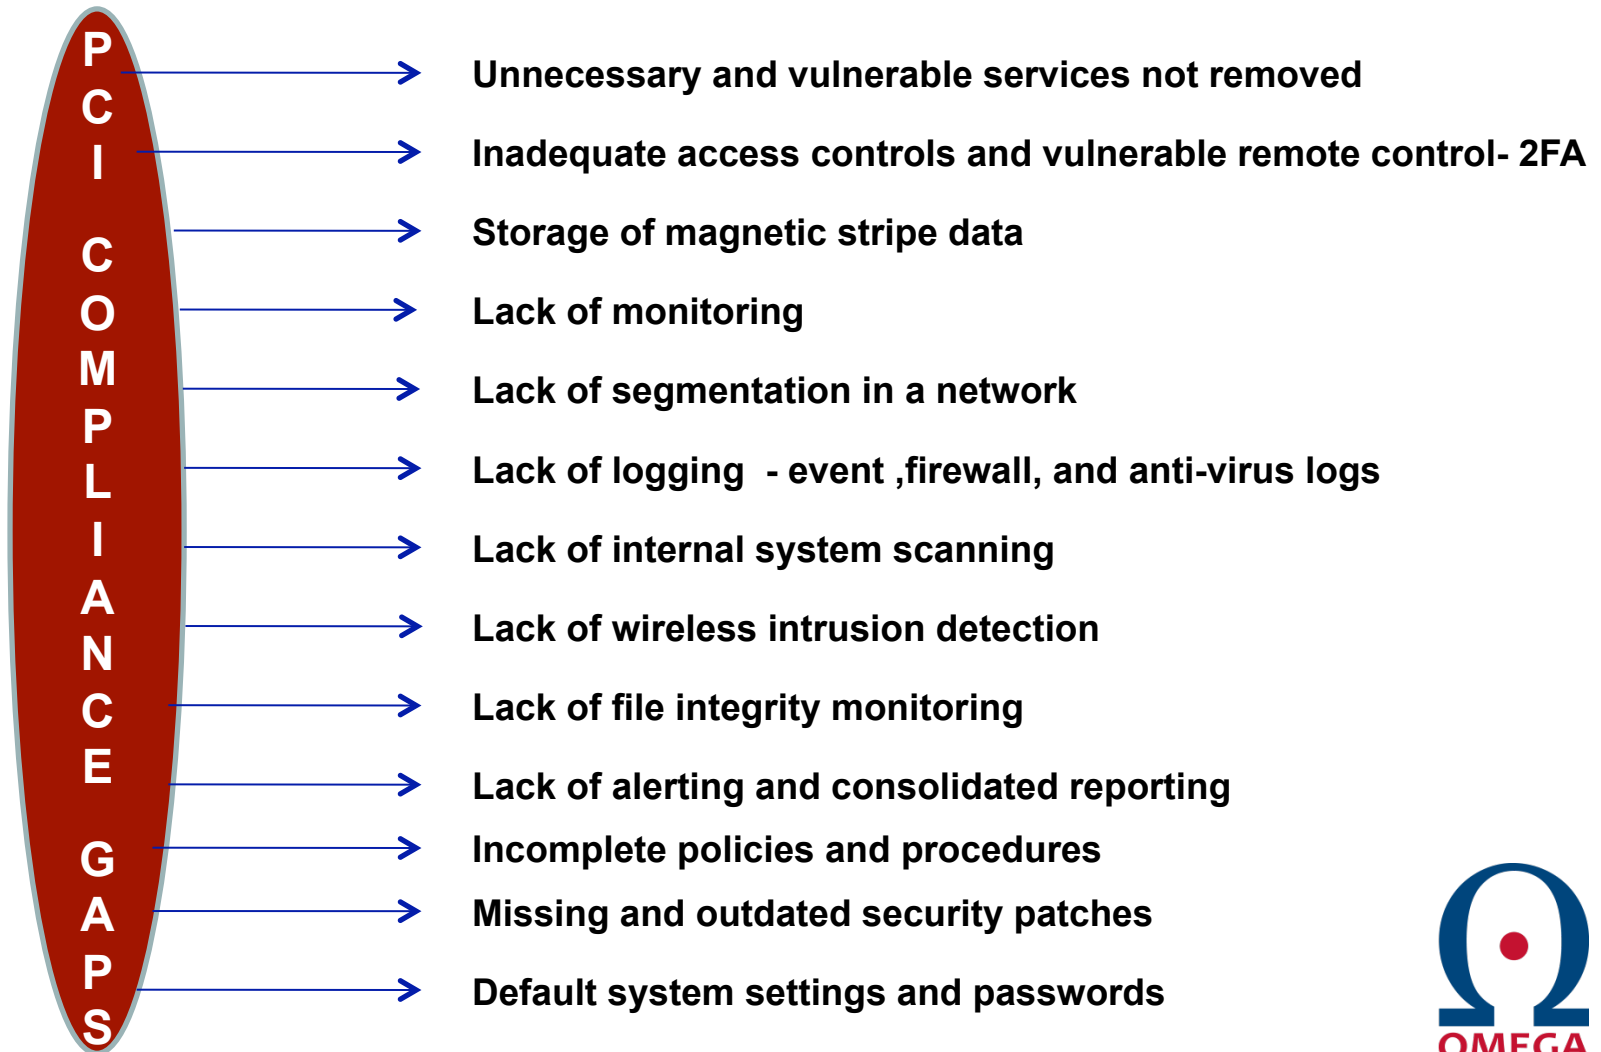 PCI COMPLIANCE GAPS
Unnecessary and vulnerable services not removed
Inadequate access controls and vulnerable remote control- 2FA
Storage of magnetic stripe data
Lack of monitoring
Lack of segmentation in a network
Lack of logging  - event ,firewall, and anti-virus logs
Lack of internal system scanning
Lack of wireless intrusion detection
Lack of file integrity monitoring
Lack of alerting and consolidated reporting
Incomplete policies and procedures
Missing and outdated security patches
Default system settings and passwords
OMEGA